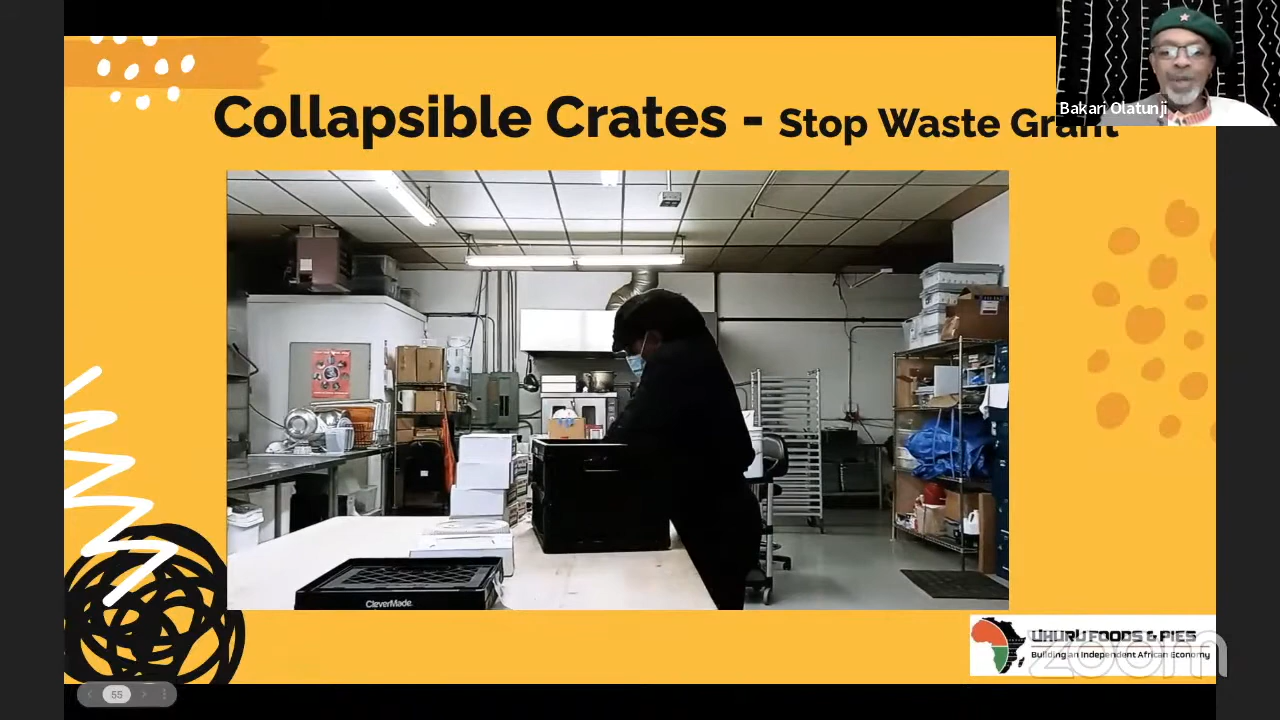 Collapsible Crates - Stop Waste Grant
Bakari Olatunji
CleverMade
UHURU FOODS & PIES
Building an Independent African Economy
zoom
55